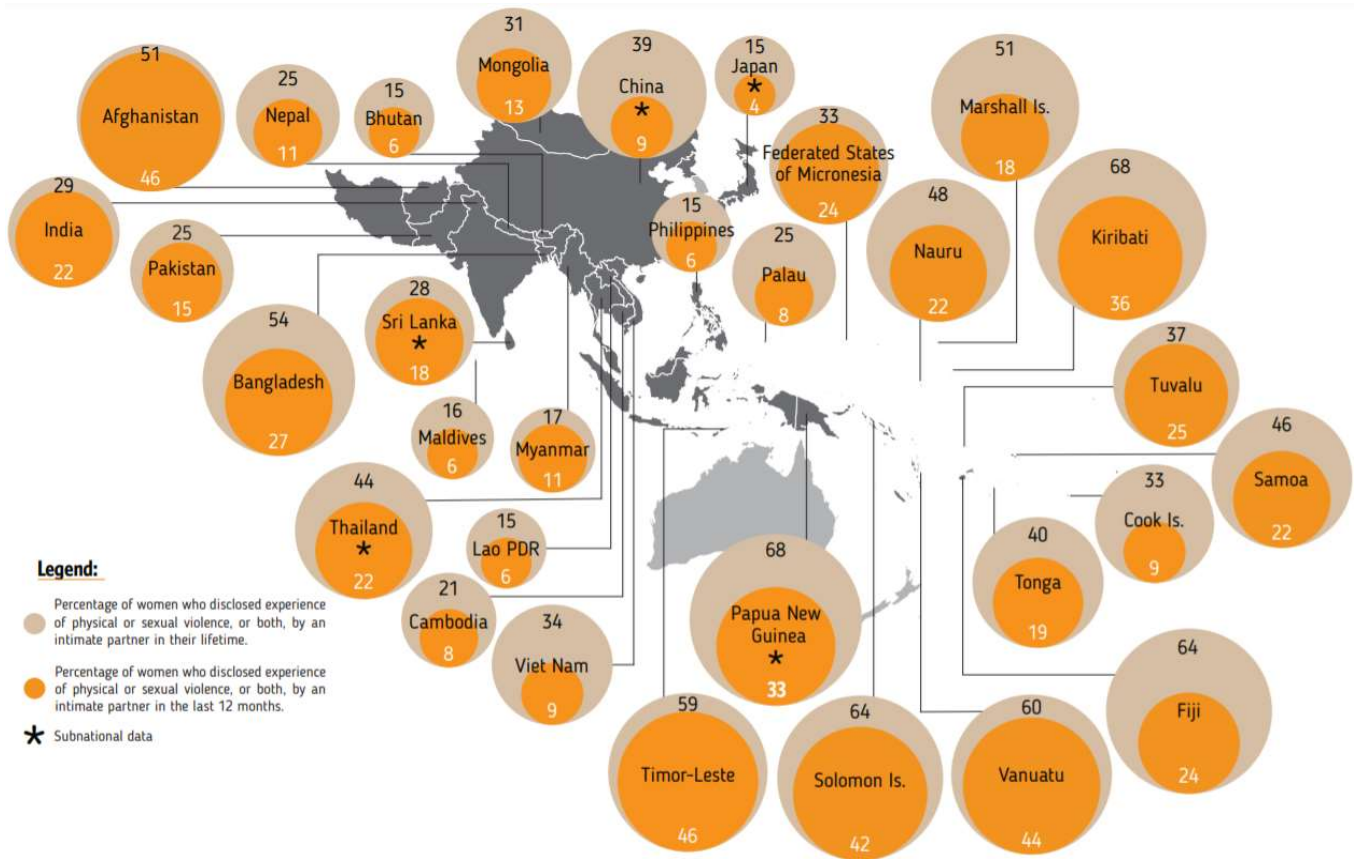 51
Afghanistan
46
25
Nepal
11
15
Bhutan
6
31
Mongolia
13
39
China
*
9
15
Japan
*
4
33
Federated States
of Micronesia
24
51
Marshall Is.
18
68
Kiribati
36
29
India
22
25
Pakistan
15
15
Philippines
6
25
Palau
8
48
Nauru
22
54
Bangladesh
27
28
Sri Lanka
*
18
16
Maldives
6
17
Myanmar
11
37
Tuvalu
25
46
Samoa
22
44
Thailand
*
22
15
Lao PDR
6
21
Cambodia
8
34
Viet Nam
9
68
Papua New
Guinea
*
33
40
Tonga
19
33
Cook Is.
9
59
Timor-Leste
46
64
Solomon Is.
42
60
Vanuatu
44
64
Fiji
24
Legend:
Percentage of women who disclosed experience
of physical or sexual violence, or both, by an
intimate partner in their lifetime.
Percentage of women who disclosed experience
of physical or sexual violence, or both, by an
intimate partner in the last 12 months.
* Subnational data